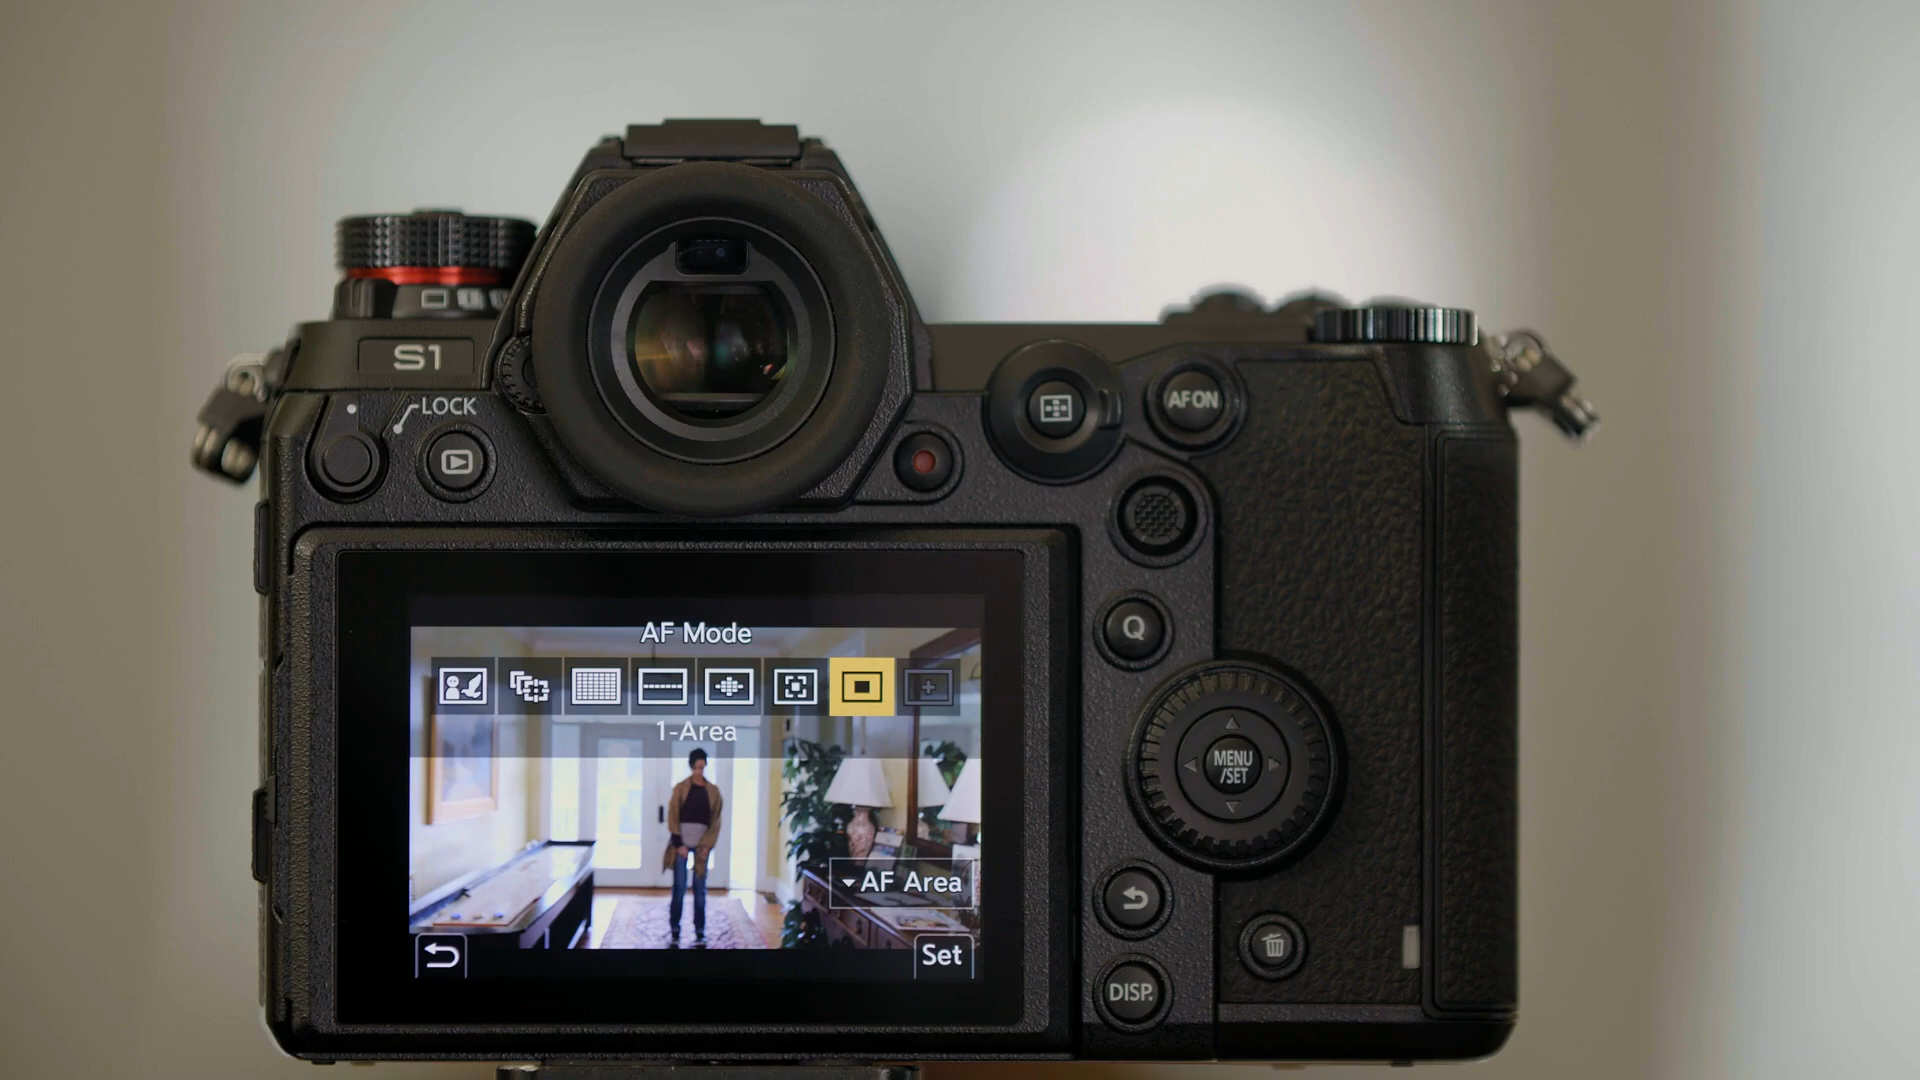 S1
LOCK
AF ON
Q
AF Mode
1-Area
MENU
/SET
AF Area
Set
DISP.